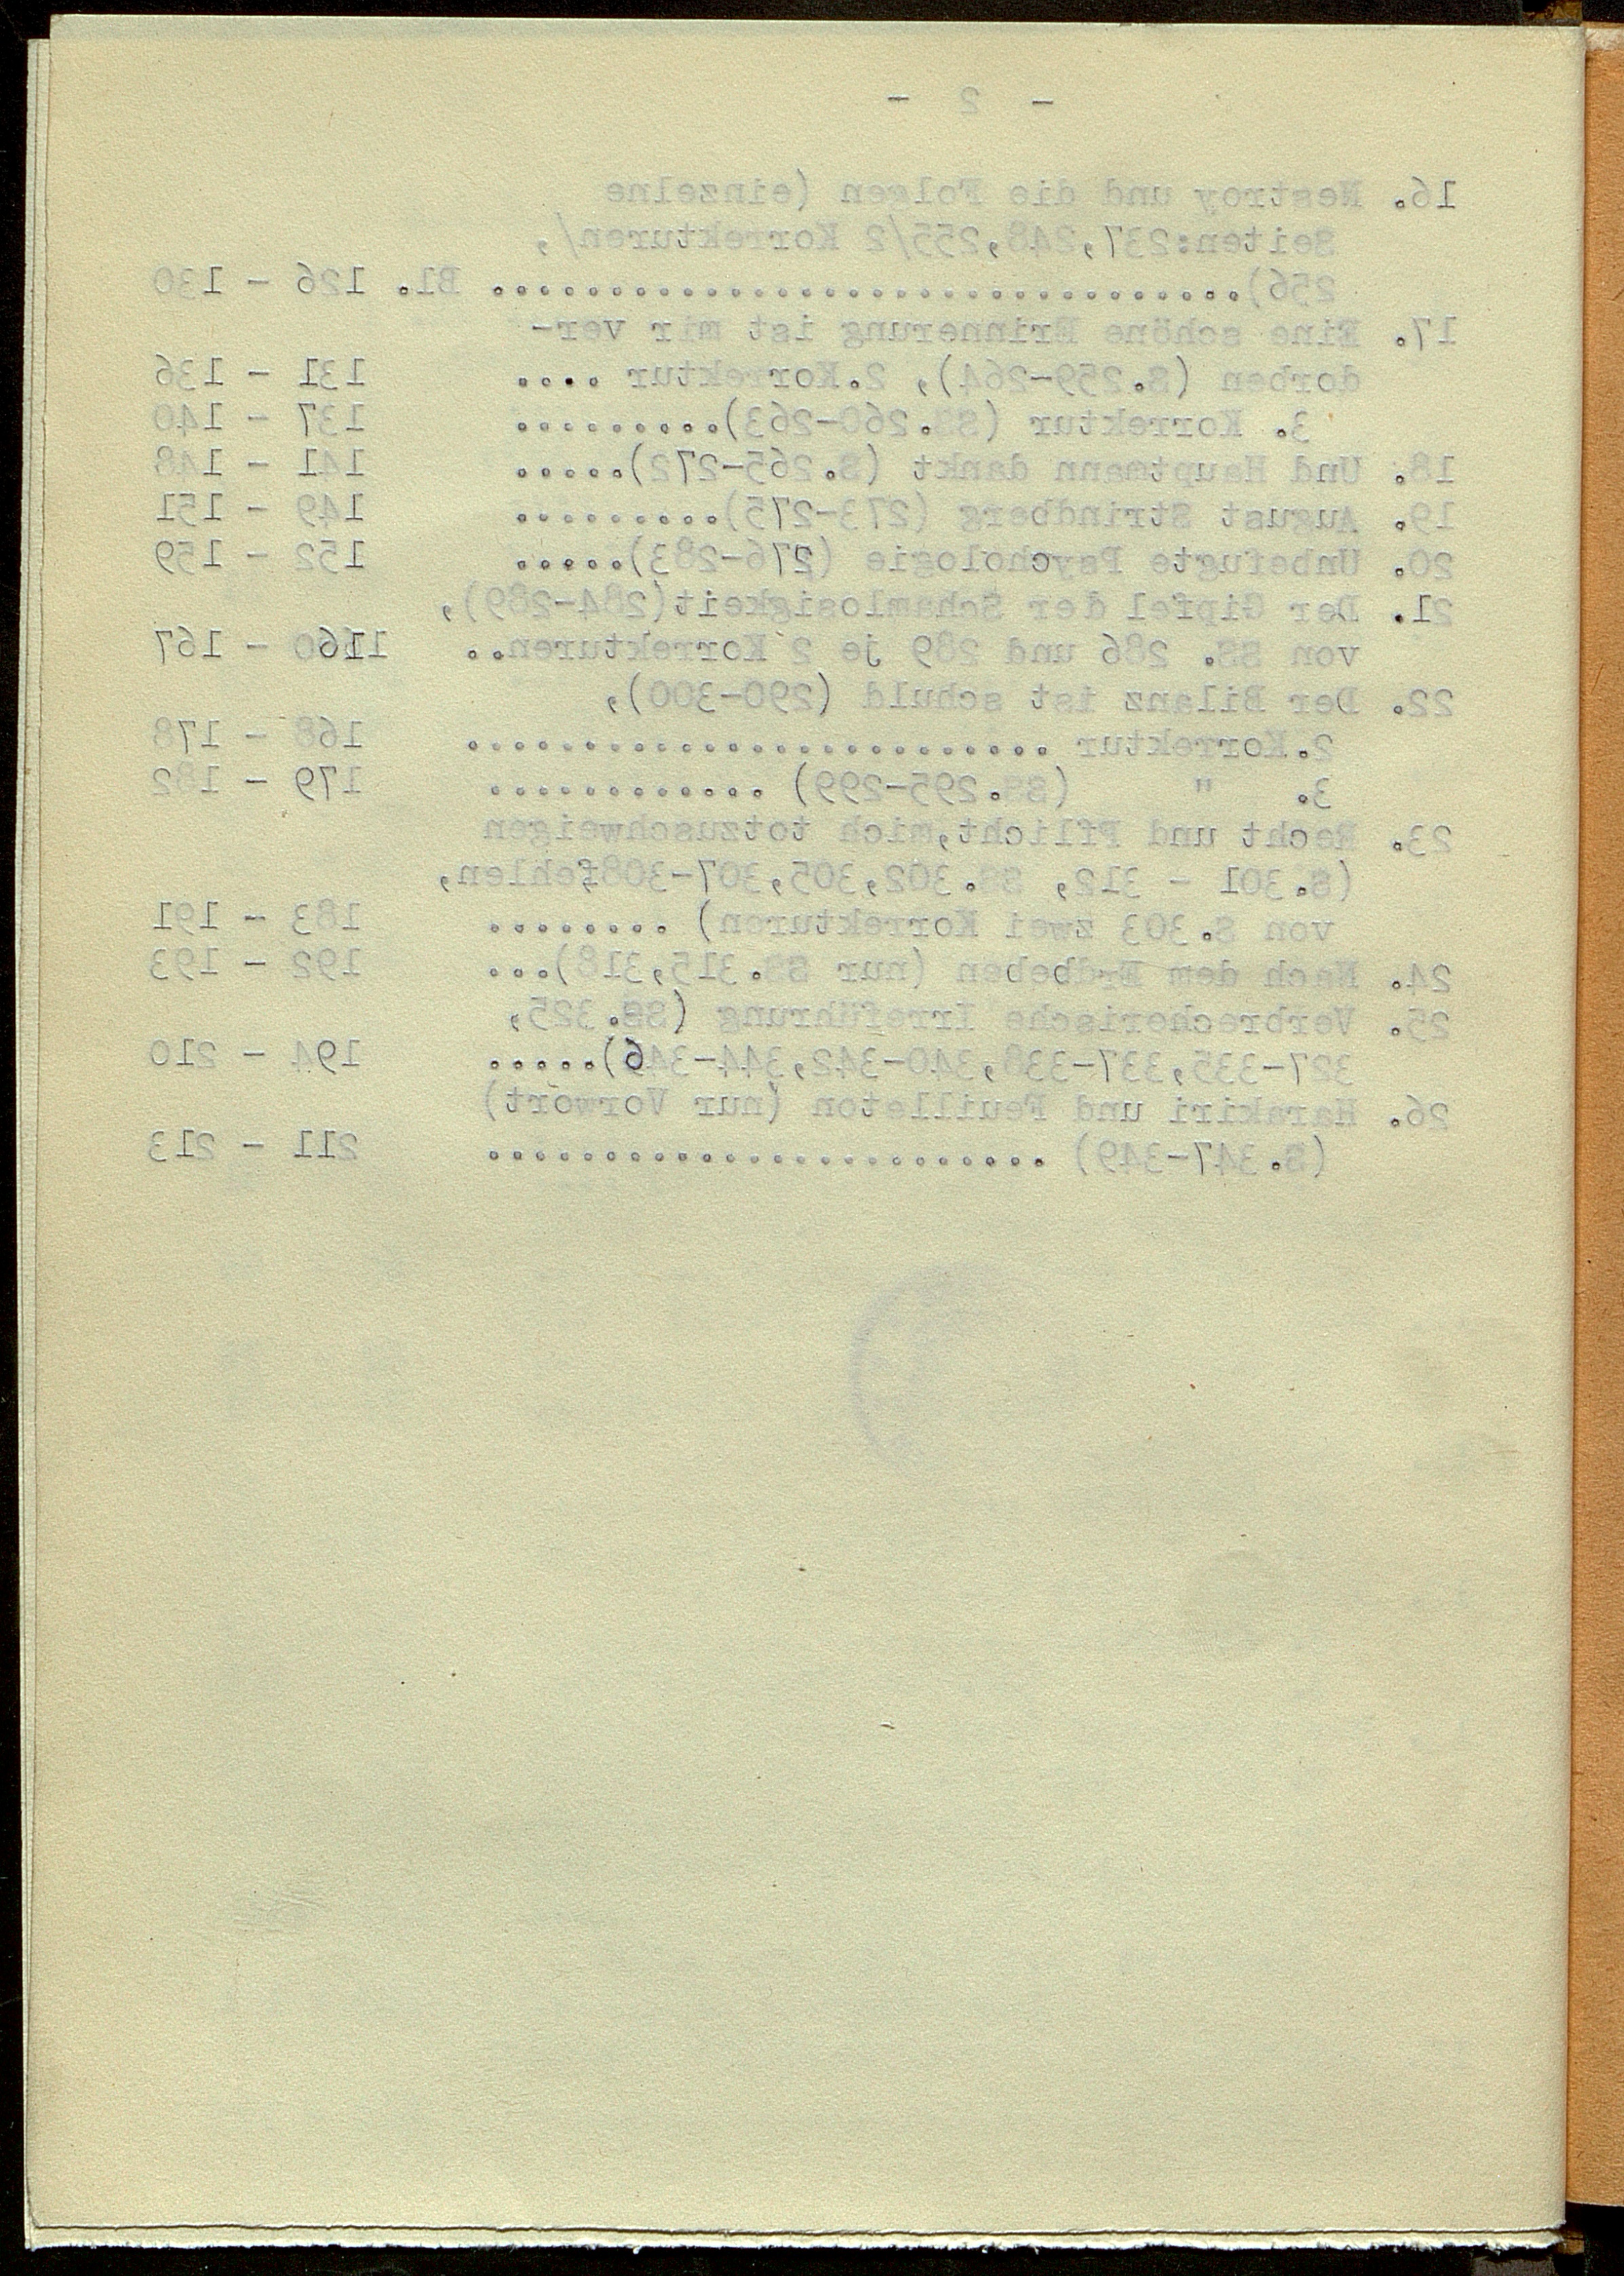 - 2 -
16. Nestroy und die Folgen (einzelne
Seiten:237,248,255/2 Korrekturen/,
256)................................ Bl. 126 - 130
17. Eine schöne Erinnerung ist mir ver-
dorben (S.259-264), 2.Korrektur .... 131 - 136
3. Korrektur (SS.260-263)......... 137 - 140
18. Und Hauptmann dankt (S.265-272)..... 141 - 148
19. August Strindberg (273-275)......... 149 - 151
20. Unbefugte Psychologie (276-283)..... 152 - 159
21. Der Gipfel der Schamlosigkeit(284-289),
von SS. 286 und 289 je 2 Korrekturen.. 160 - 167
22. Der Bilanz ist schuld (290-300),
2.Korrektur ......................... 168 - 178
3. " (SS.295-299) ............ 179 - 182
23. Recht und Pflicht,mich totzuschweigen
(S.301 - 312, SS.302,305,307-308fehlen,
von S.303 zwei Korrekturen) ........ 183 - 191
24. Nach dem Erdbeben (nur SS.315,318)... 192 - 193
25. Verbrecherische Irreführung (SS.325,
327-335,337-338,340-342,344-346)..... 194 - 210
26. Harakiri und Feuilleton (nur Vorwort)
(S.347-349) ........................ 211 - 213